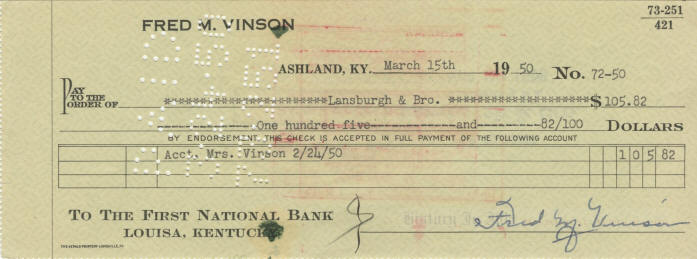 73-251
421
FRED M. VINSON
ASHLAND, KY. March 15th 19 50 No. 72-50
PAY TO THE ORDER OF ************************Lansburgh & Bro. *********************$ 105.82
----------------One hundred five--------------and---------82/100 DOLLARS
BY ENDORSEMENT THIS CHECK IS ACCEPTED IN FULL PAYMENT OF THE FOLLOWING ACCOUNT
Acct. Mrs. Vinson 2/24/50 105 82
TO THE FIRST NATIONAL BANK
LOUISA, KENTUCKY
Fred M. Vinson